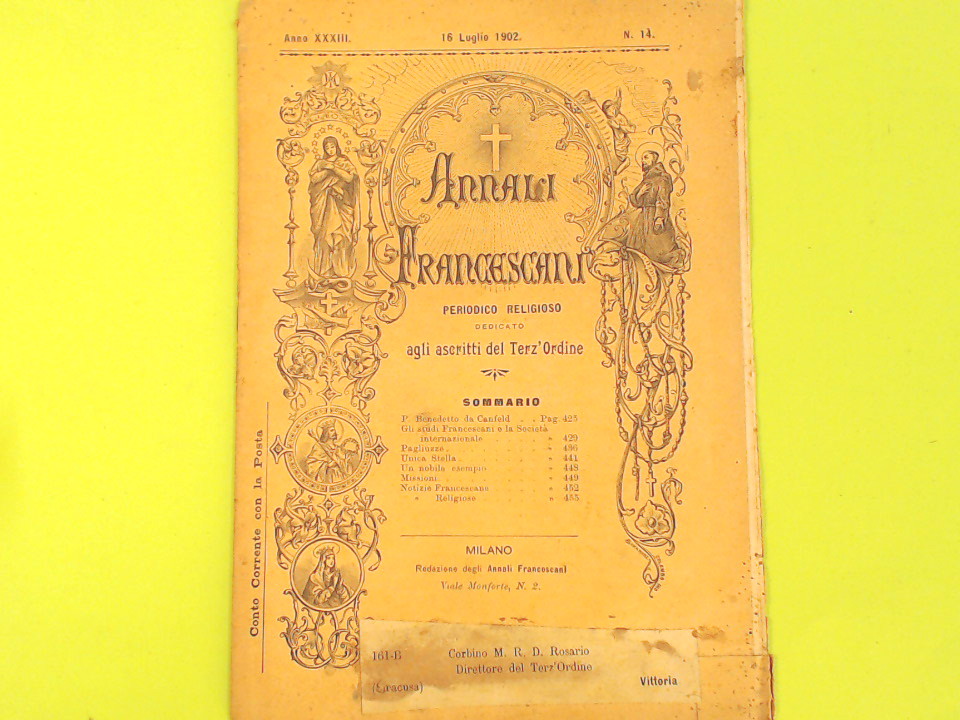 Anno XXXIII. 16 Luglio 1902. N. 14.
ANNALI
FRANCESCANI
PERIODICO RELIGIOSO
DEDICATO
agli ascritti del Terz'Ordine
SOMMARIO
P. Benedetto da Canfeld . . Pag. 425
Gli studi Francescani e la Società
internazionale . . . . . » 429
Pagliuzze . . . . . . » 436
Unica Stella . . . . . . » 441
Un nobile esempio . . . . » 448
Missioni . . . . . . » 449
Notizie Francescane . . . . » 452
» Religiose . . . . » 455
MILANO
Redazione degli Annali Francescani
Viale Monforte, N. 2.
Conto Corrente con la Posta
161-B Corbino M. R. D. Rosario
Direttore del Terz'Ordine
(Siracusa) Vittoria